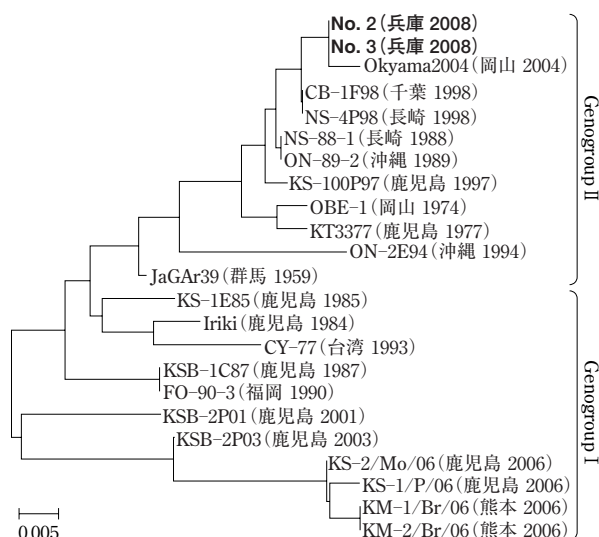 No. 2(兵庫 2008)
No. 3(兵庫 2008)
Okyama2004(岡山 2004)
CB-1F98(千葉 1998)
NS-4P98(長崎 1998)
NS-88-1(長崎 1988)
ON-89-2(沖縄 1989)
KS-100P97(鹿児島 1997)
OBE-1(岡山 1974)
KT3377(鹿児島 1977)
ON-2E94(沖縄 1994)
JaGAr39(群馬 1959)
Genogroup II
KS-1E85(鹿児島 1985)
Iriki(鹿児島 1984)
CY-77(台湾 1993)
KSB-1C87(鹿児島 1987)
FO-90-3(福岡 1990)
KSB-2P01(鹿児島 2001)
KSB-2P03(鹿児島 2003)
KS-2/Mo/06(鹿児島 2006)
KS-1/P/06(鹿児島 2006)
KM-1/Br/06(熊本 2006)
KM-2/Br/06(熊本 2006)
Genogroup I
0.005